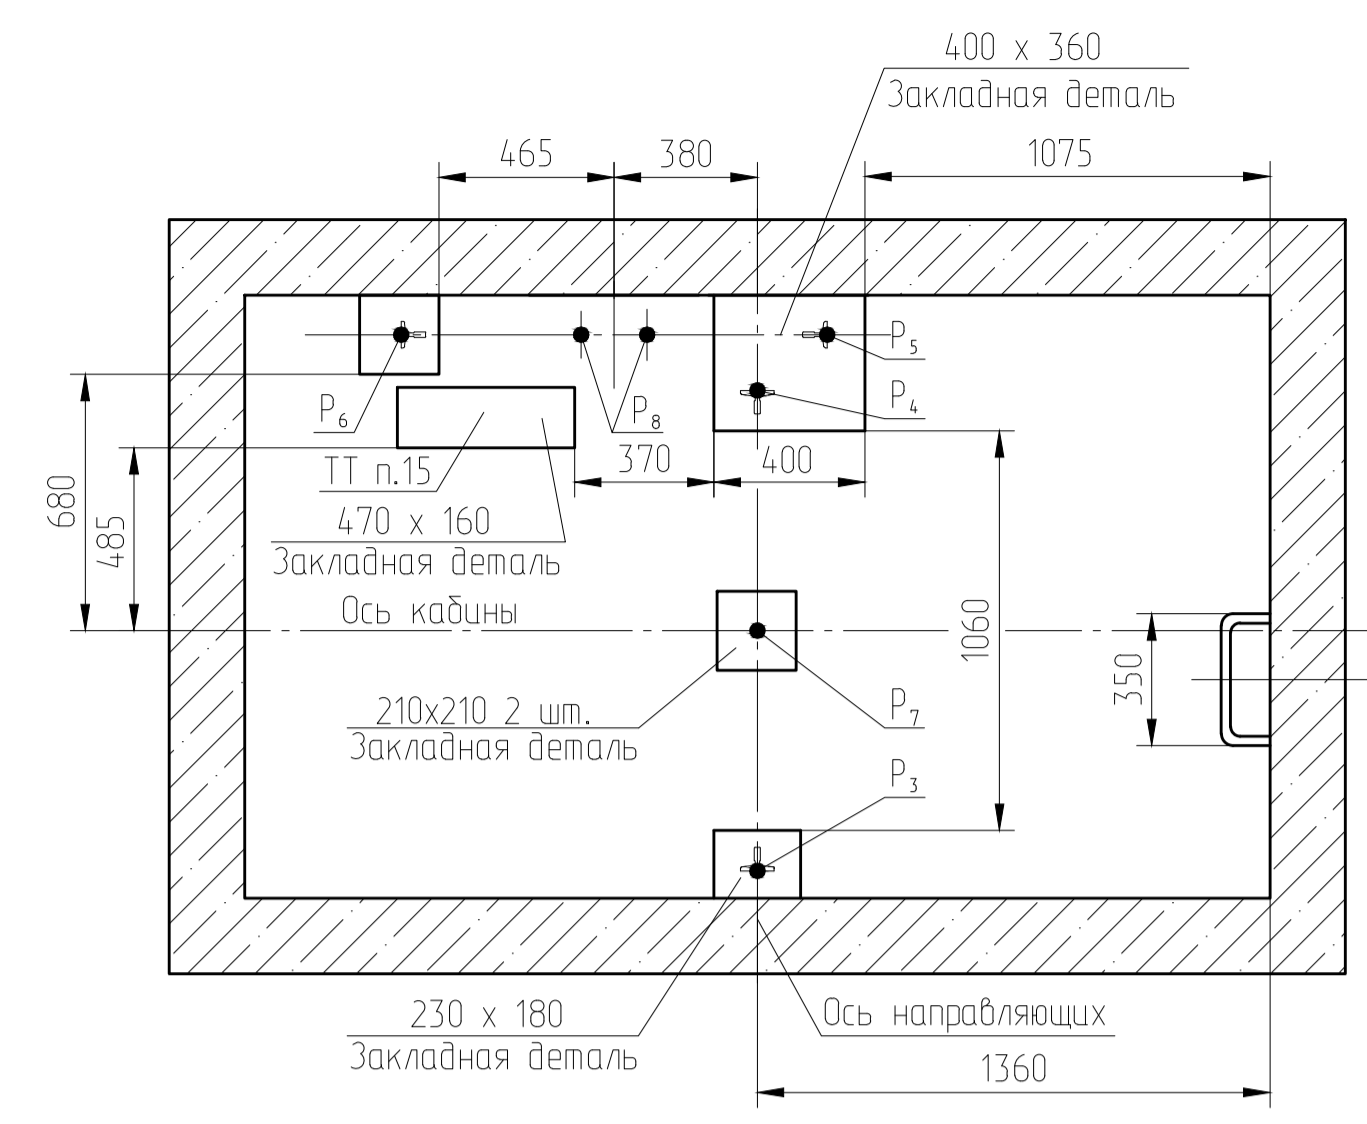 400 x 360
Закладная деталь
465
380
1075
P5
P6
P8
P4
ТТ п.15
370
400
680
485
470 x 160
Закладная деталь
Ось кабины
1060
350
210x210 2 шт.
Закладная деталь
P7
P3
230 x 180
Закладная деталь
Ось направляющих
1360